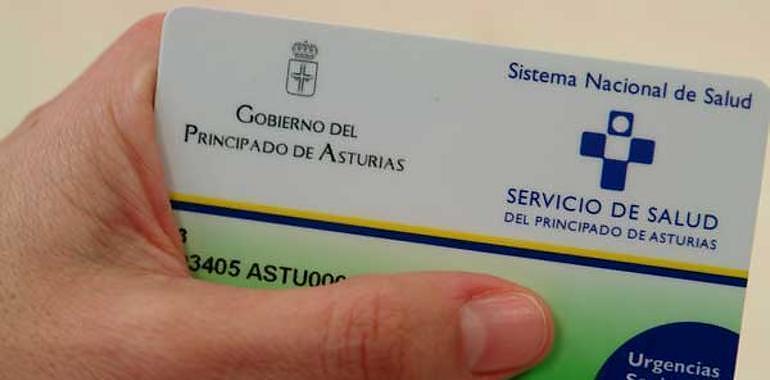 Sistema Nacional de Salud
GOBIERNO DEL
PRINCIPADO DE ASTURIAS
SERVICIO DE SALUD
DEL PRINCIPADO DE ASTURIAS
3
3405 ASTU00
Urgencias